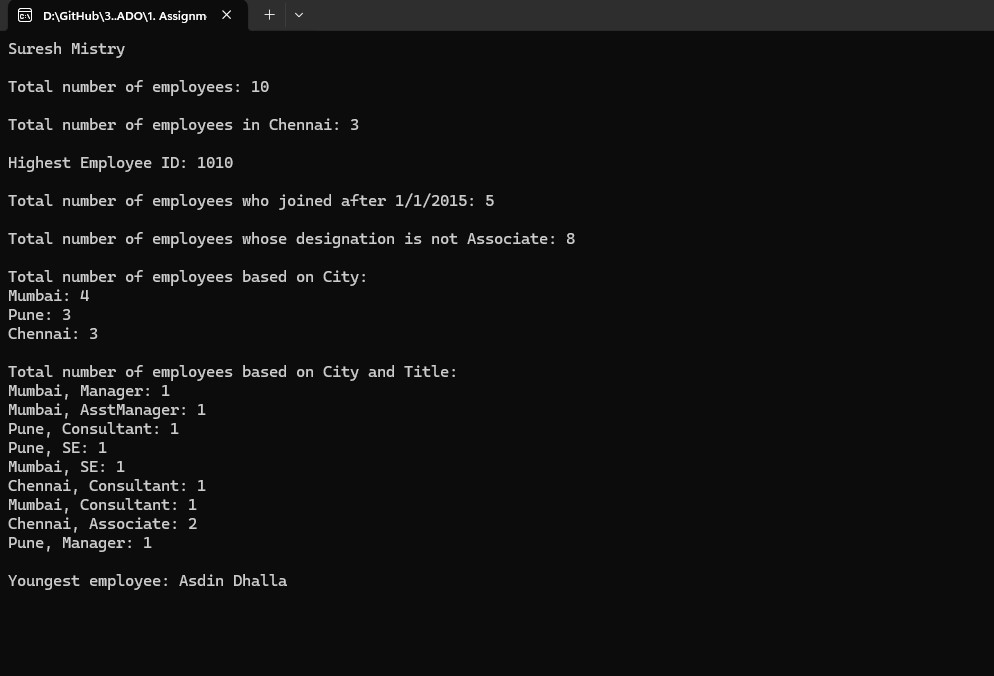 D:\GitHub\3..ADO\1. Assignm
Suresh Mistry
Total number of employees: 10
Total number of employees in Chennai: 3
Highest Employee ID: 1010
Total number of employees who joined after 1/1/2015: 5
Total number of employees whose designation is not Associate: 8
Total number of employees based on City:
Mumbai: 4
Pune: 3
Chennai: 3
Total number of employees based on City and Title:
Mumbai, Manager: 1
Mumbai, AsstManager: 1
Pune, Consultant: 1
Pune, SE: 1
Mumbai, SE: 1
Chennai, Consultant: 1
Mumbai, Consultant: 1
Chennai, Associate: 2
Pune, Manager: 1
Youngest employee: Asdin Dhalla